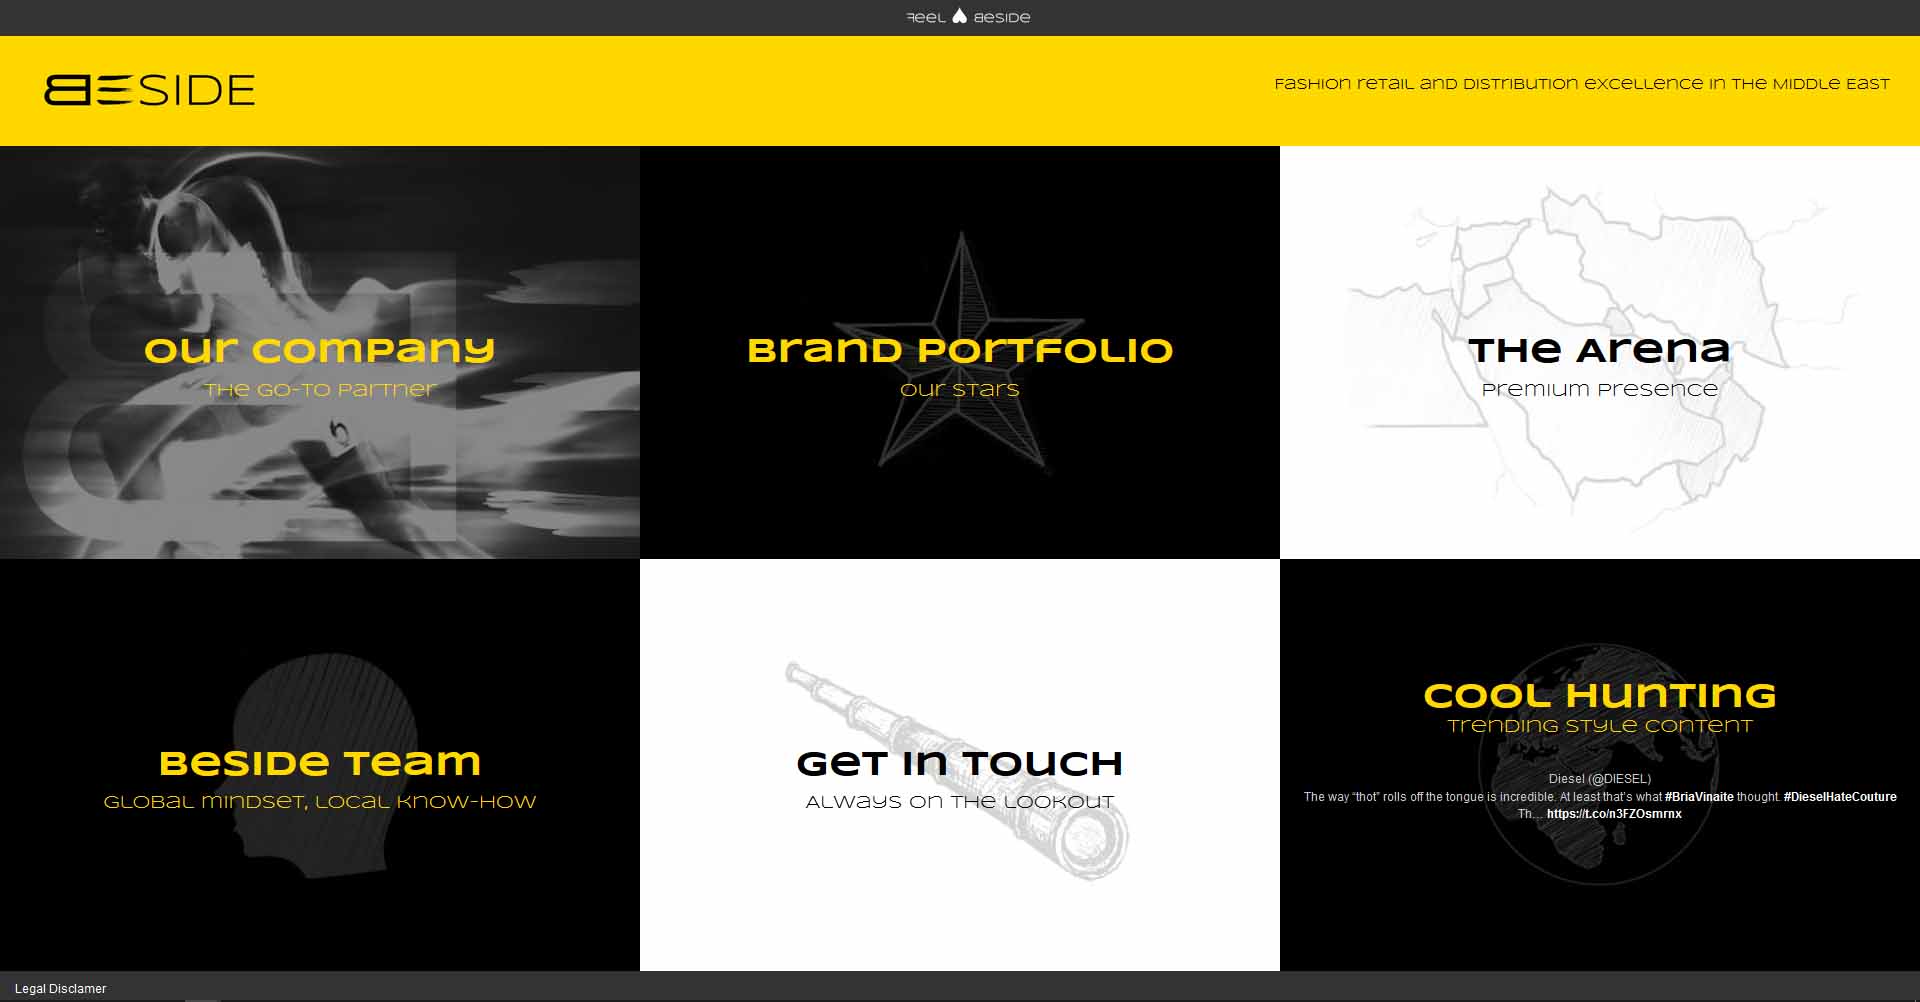 Feel Beside
BESIDE
Fashion retail and distribution excellence in the Middle East
Our Company
The Go-To Partner
Brand Portfolio
Our Stars
The Arena
Premium Presence
Beside Team
Global mindset, local know-how
Get in Touch
Always on the lookout
Cool Hunting
Trending Style Content
Diesel (@DIESEL)
The way “thot” rolls off the tongue is incredible. At least that’s what #BriaVinaite thought. #DieselHateCouture
Th… https://t.co/n3FZOsmrnx
Legal Disclamer